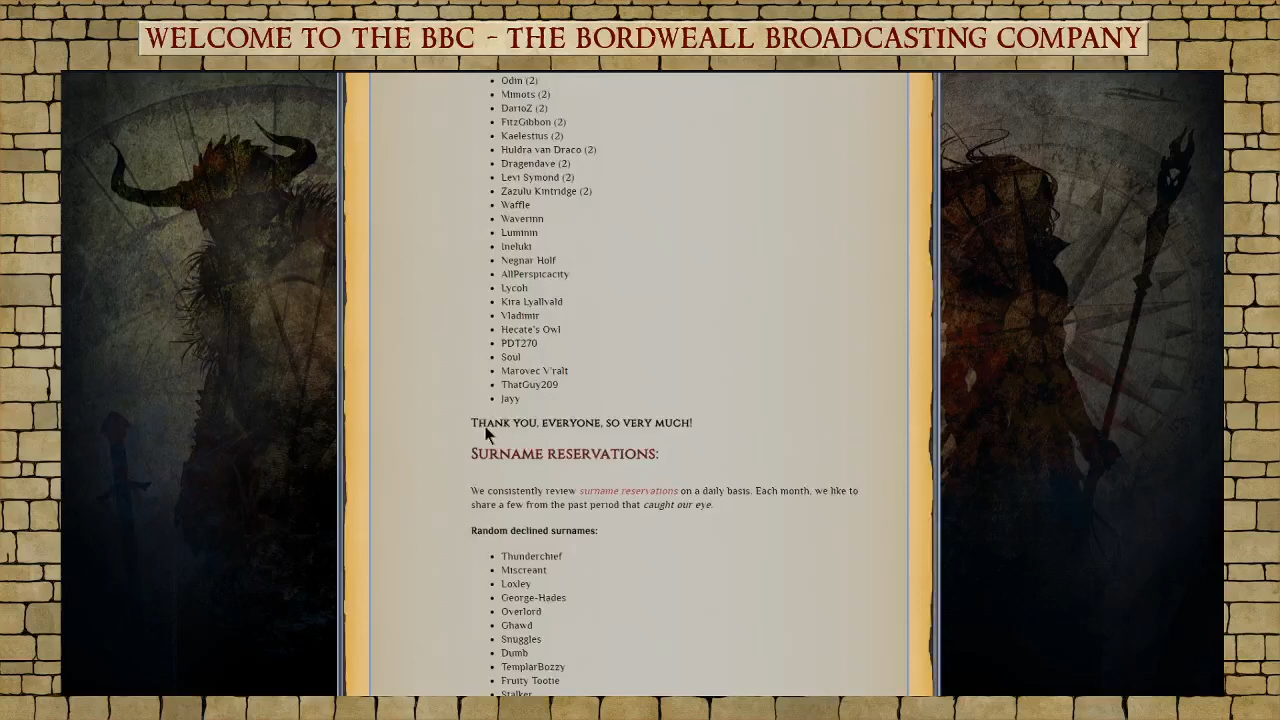 WELCOME TO THE BBC - THE BORDWEALL BROADCASTING COMPANY
Odin (2)
Mimots (2)
DartoZ (2)
FitzGibbon (2)
Kaelestius (2)
Huldra van Draco (2)
Dragendave (2)
Levi Symond (2)
Zazulu Kintridge (2)
Waffle
Waverinn
Luminin
Ineluki
Negnar Holf
AllPerspicacity
Lycoh
Kira Lyallvald
Vladimir
Hecate's Owl
PDT270
Soul
Marovec V'ralt
ThatGuy209
Jayy
THANK YOU, EVERYONE, SO VERY MUCH!
SURNAME RESERVATIONS:
We consistently review surname reservations on a daily basis. Each month, we like to
share a few from the past period that caught our eye.
Random declined surnames:
Thunderchief
Miscreant
Loxley
George-Hades
Overlord
Ghawd
Snuggles
Dumb
TemplarBozzy
Fruity Tootie
Stalker